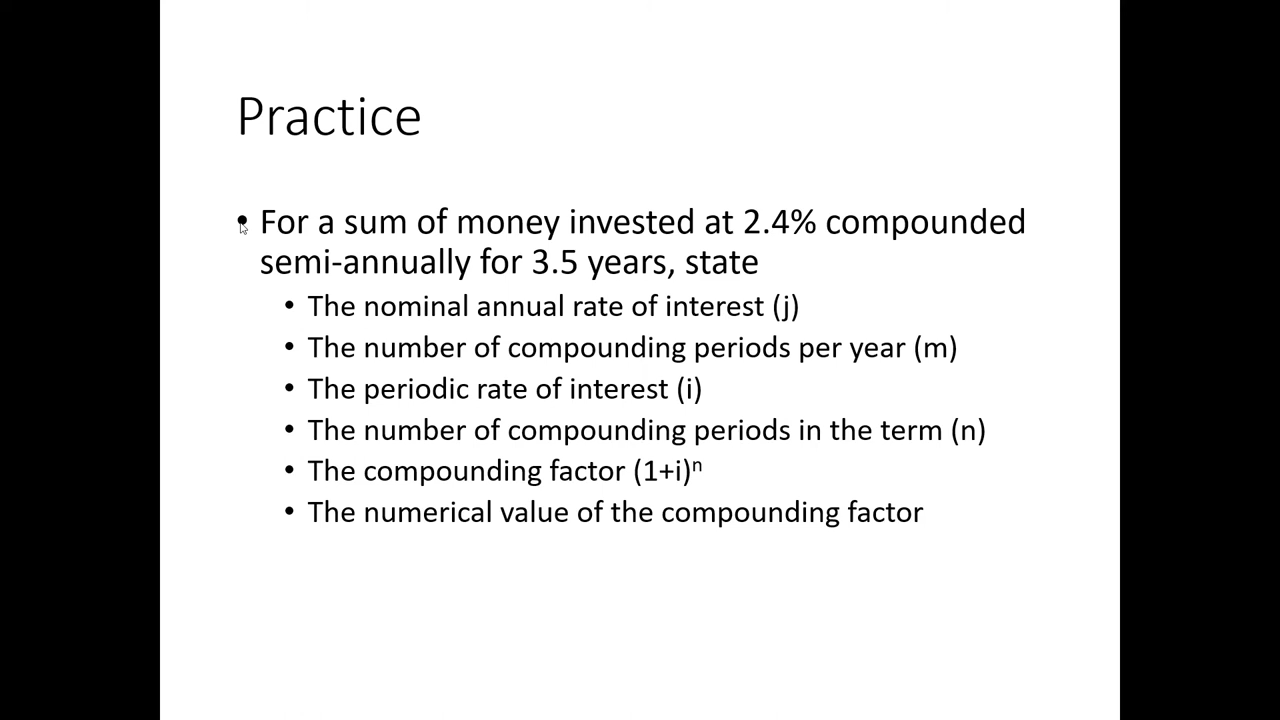 Practice
• For a sum of money invested at 2.4% compounded
semi-annually for 3.5 years, state
• The nominal annual rate of interest (j)
• The number of compounding periods per year (m)
• The periodic rate of interest (i)
• The number of compounding periods in the term (n)
• The compounding factor (1+i)ⁿ
• The numerical value of the compounding factor